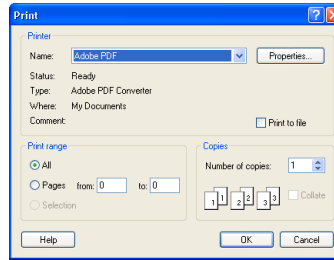 Print
Printer
Name: Adobe PDF Properties...
Status: Ready
Type: Adobe PDF Converter
Where: My Documents
Comment: Print to file
Print range
All
Pages from: 0 to: 0
Selection
Copies
Number of copies: 1
1 1 2 2 3 3 Collate
Help OK Cancel